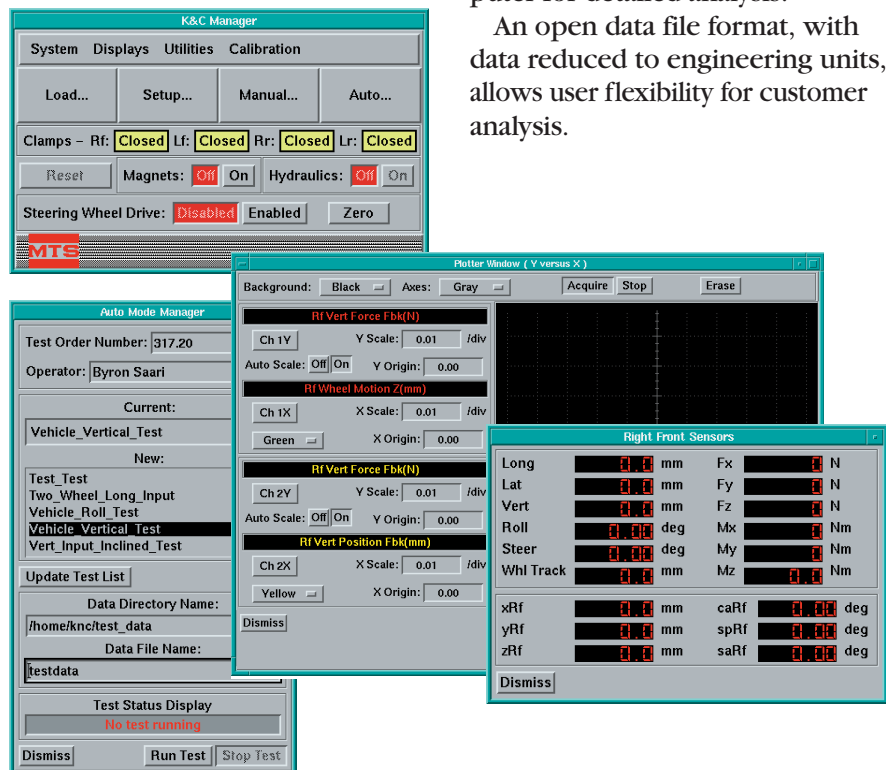 puter for detailed analysis.
An open data file format, with
data reduced to engineering units,
allows user flexibility for customer
analysis.
K&C Manager
System Displays Utilities Calibration
Load... Setup... Manual... Auto...
Clamps – Rf: Closed Lf: Closed Rr: Closed Lr: Closed
Reset Magnets: Off On Hydraulics: Off On
Steering Wheel Drive: Disabled Enabled Zero
MTS
Auto Mode Manager
Test Order Number: 317.20
Operator: Byron Saari
Current:
Vehicle_Vertical_Test
New:
Test_Test
Two_Wheel_Long_Input
Vehicle_Roll_Test
Vehicle_Vertical_Test
Vert_Input_Inclined_Test
Update Test List
Data Directory Name:
/home/knc/test_data
Data File Name:
testdata
Test Status Display
No test running
Dismiss Run Test Stop Test
Plotter Window ( Y versus X )
Background: Black Axes: Gray Acquire Stop Erase
Rf Vert Force Fbk(N)
Ch 1Y Y Scale: 0.01 /div
Auto Scale: Off On Y Origin: 0.00
Rf Wheel Motion Z(mm)
Ch 1X X Scale: 0.01 /div
Green X Origin: 0.00
Rf Vert Force Fbk(N)
Ch 2Y Y Scale: 0.01 /div
Auto Scale: Off On Y Origin: 0.00
Rf Vert Position Fbk(mm)
Ch 2X X Scale: 0.01 /div
Yellow X Origin: 0.00
Dismiss
Right Front Sensors
Long 0.0 mm Fx 0 N
Lat 0.0 mm Fy 0 N
Vert 0.0 mm Fz 0 N
Roll 0.00 deg Mx 0 Nm
Steer 0.00 deg My 0 Nm
Whl Track 0.0 mm Mz 0.0 Nm
xRf 0.0 mm caRf 0.00 deg
yRf 0.0 mm spRf 0.00 deg
zRf 0.0 mm saRf 0.00 deg
Dismiss